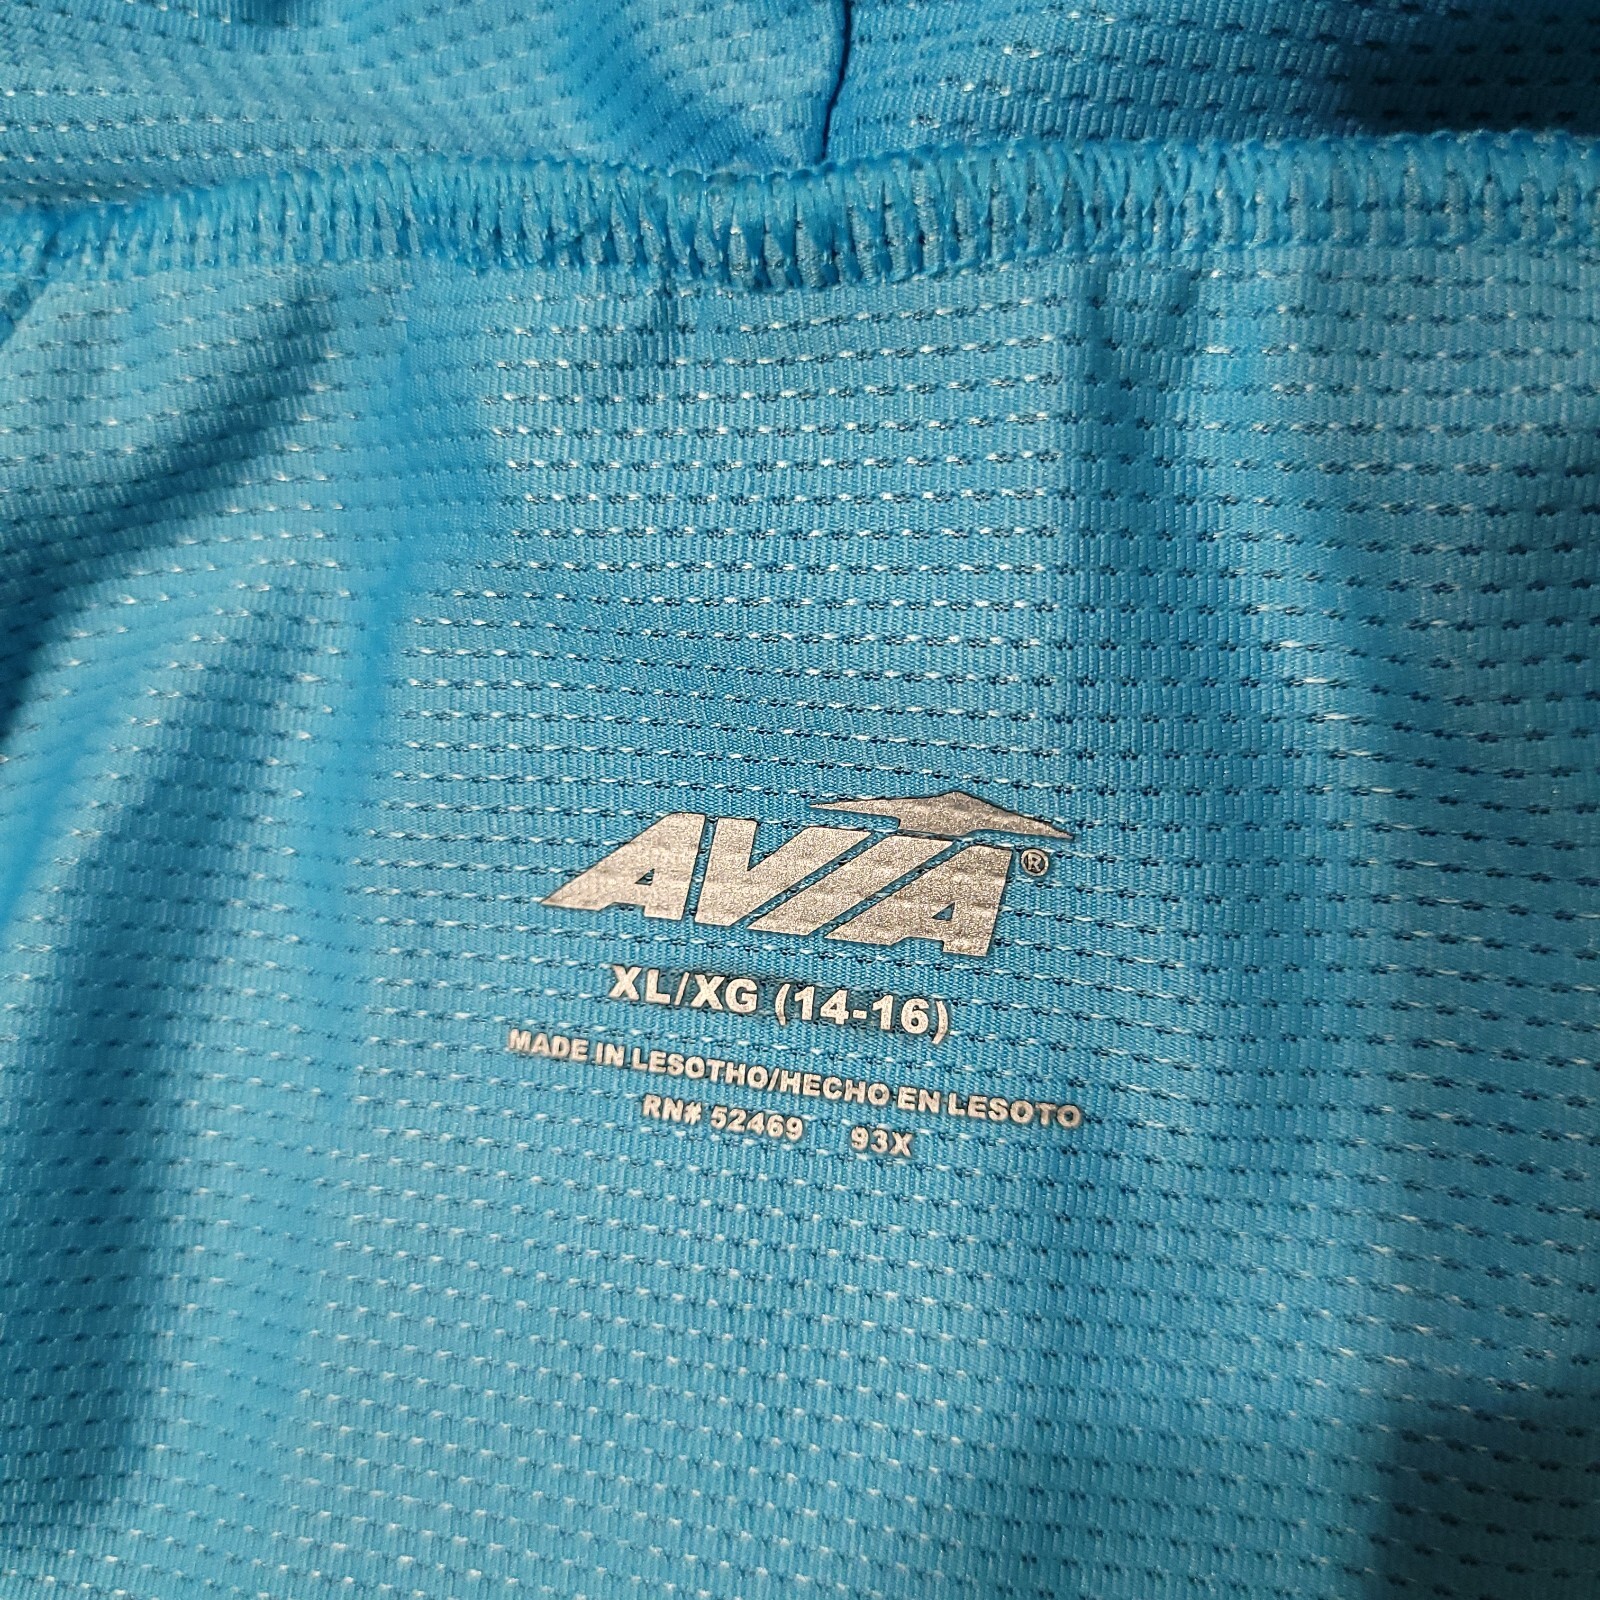 AVIA®
XL/XG (14-16)
MADE IN LESOTHO/HECHO EN LESOTO
RN# 52469 93X